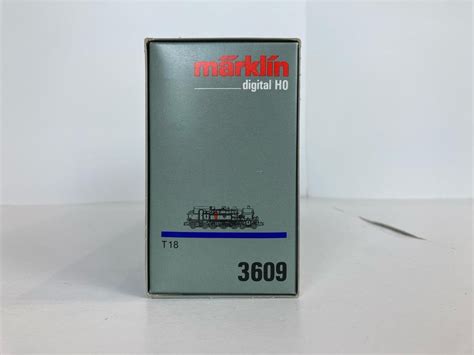 märklin
digital H0
T18
3609